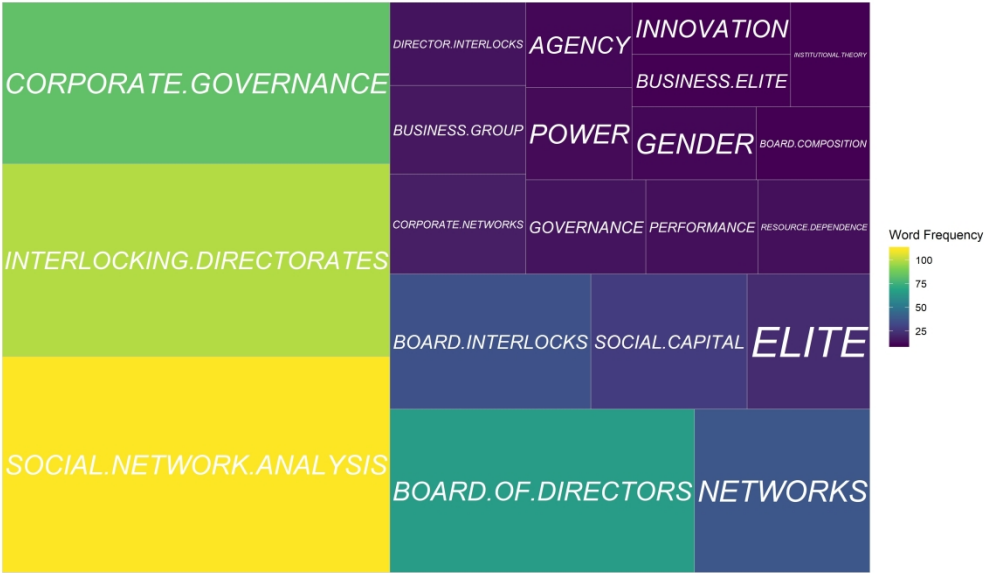 CORPORATE.GOVERNANCE
INTERLOCKING.DIRECTORATES
SOCIAL.NETWORK.ANALYSIS
DIRECTOR.INTERLOCKS
BUSINESS.GROUP
CORPORATE.NETWORKS
AGENCY
POWER
INNOVATION
BUSINESS.ELITE
INSTITUTIONAL.THEORY
GENDER
BOARD.COMPOSITION
GOVERNANCE
PERFORMANCE
RESOURCE.DEPENDENCE
BOARD.INTERLOCKS
SOCIAL.CAPITAL
ELITE
BOARD.OF.DIRECTORS
NETWORKS
Word Frequency
100
75
50
25